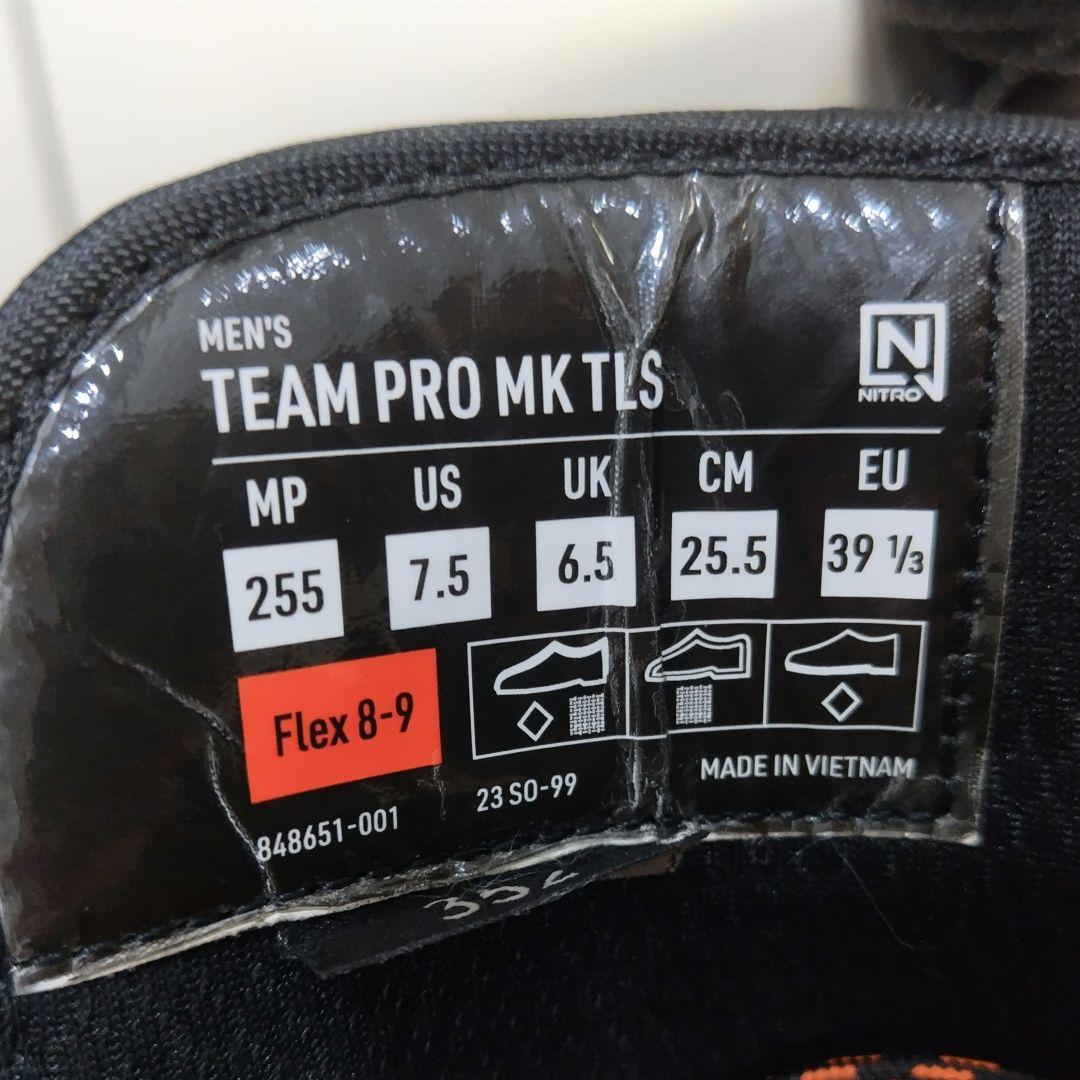 MEN'S
TEAM PRO MK TLS
N
NITRO
MP US UK CM EU
255 7.5 6.5 25.5 39 ⅓
Flex 8-9
848651-001
23 SO-99
MADE IN VIETNAM